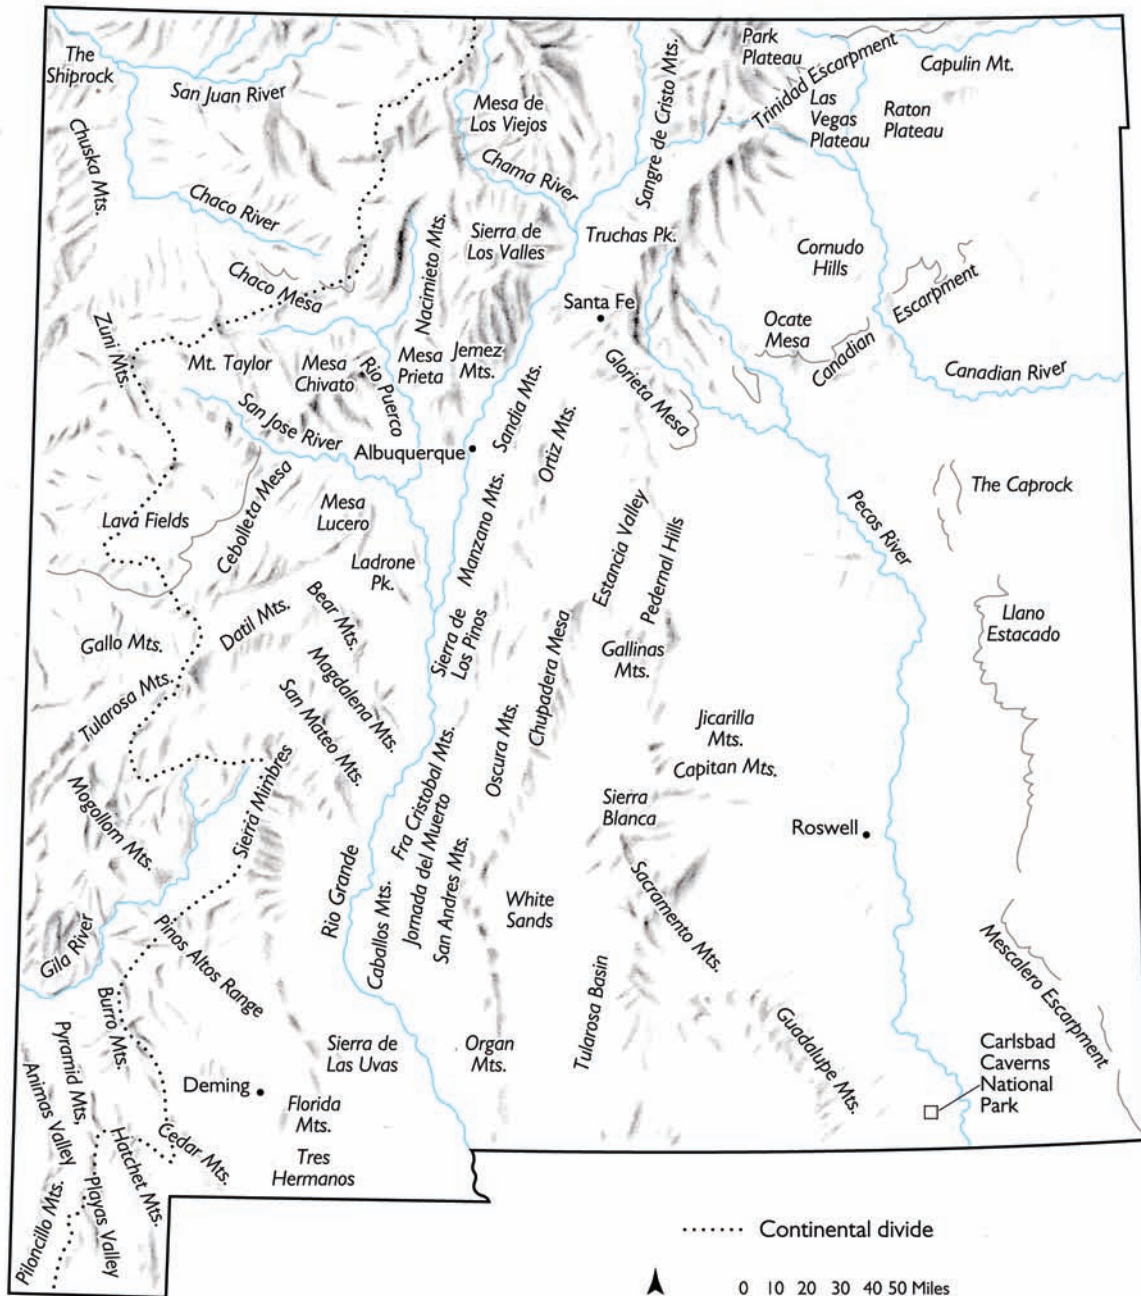 The
Shiprock
San Juan River
Mesa de
Los Viejos
Sangre de Cristo Mts.
Park
Plateau
Trinidad Escarpment
Capulin Mt.
Las
Vegas
Plateau
Raton
Plateau
Chuska Mts.
Chaco River
Chama River
Sierra de
Los Valles
Truchas Pk.
Cornudo
Hills
Nacimieto Mts.
Chaco Mesa
Santa Fe
Ocate
Mesa
Canadian
Escarpment
Canadian River
Zuni Mts.
Mt. Taylor
Mesa
Chivato
Rio Puerco
Mesa
Prieta
Jemez
Mts.
Sandia Mts.
Glorieta Mesa
San Jose River
Albuquerque
Ortiz Mts.
Manzano Mts.
Lava Fields
Cebolleta Mesa
Mesa
Lucero
Ladrone
Pk.
Estancia Valley
Pedernal Hills
Pecos River
The Caprock
Llano
Estacado
Gallo Mts.
Datil Mts.
Bear Mts.
Sierra de
Los Pinos
Chupadera Mesa
Gallinas
Mts.
Tularosa Mts.
Magdalena Mts.
San Mateo Mts.
Oscura Mts.
Jicarilla
Mts.
Capitan Mts.
Mogollom Mts.
Sierra Mimbres
Fra Cristobal Mts.
Sierra
Blanca
Roswell
Rio Grande
Caballos Mts.
Jornada del Muerto
San Andres Mts.
White
Sands
Sacramento Mts.
Gila River
Pinos Altos Range
Tularosa Basin
Mescalero Escarpment
Burro Mts.
Pyramid Mts.
Animas Valley
Deming
Sierra de
Las Uvas
Organ
Mts.
Guadalupe Mts.
Carlsbad
Caverns
National
Park
Florida
Mts.
Cedar Mts.
Hatchet Mts.
Tres
Hermanos
Piloncillo Mts.
Playas Valley
Continental divide
0 10 20 30 40 50 Miles